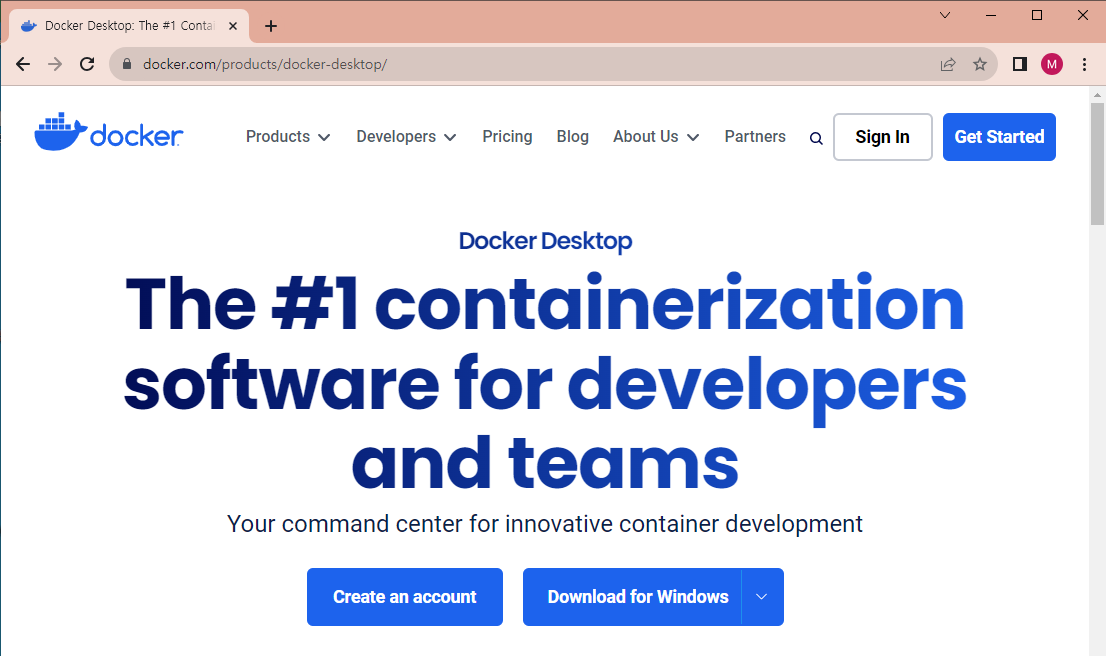 Docker Desktop: The #1 Contai
docker.com/products/docker-desktop/
M
docker
Products Developers Pricing Blog About Us Partners Sign In Get Started
Docker Desktop
The #1 containerization
software for developers
and teams
Your command center for innovative container development
Create an account Download for Windows